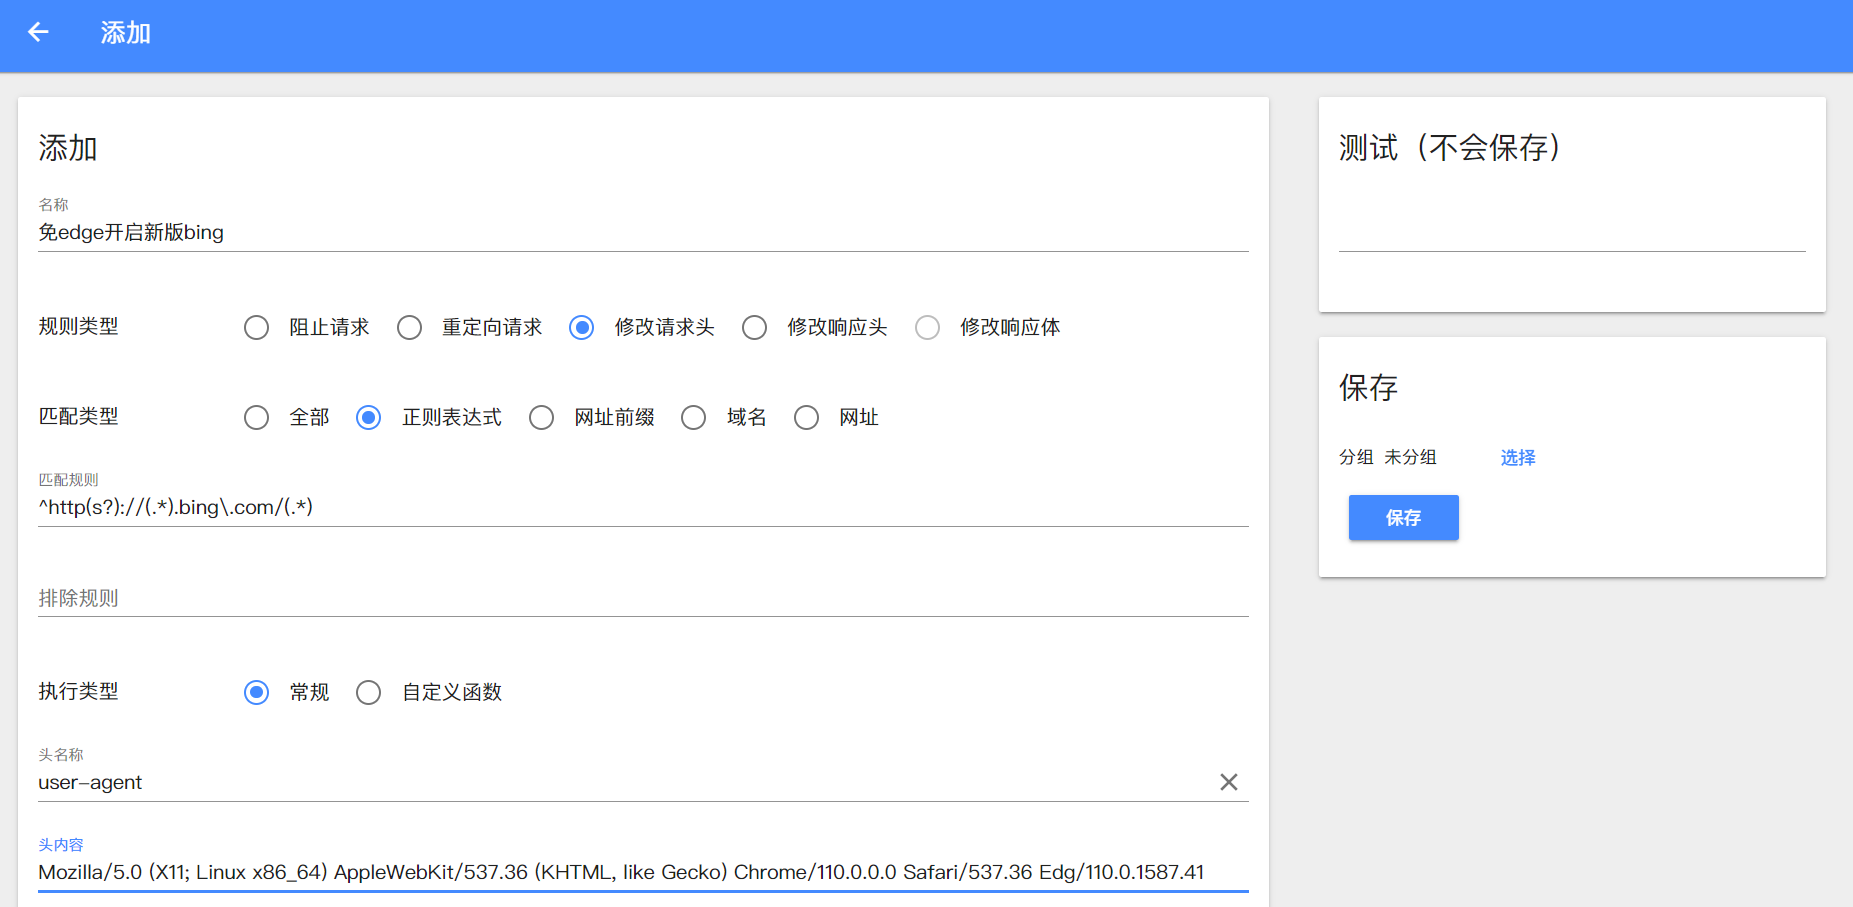 添加
添加
名称
免edge开启新版bing
规则类型 阻止请求 重定向请求 修改请求头 修改响应头 修改响应体
匹配类型 全部 正则表达式 网址前缀 域名 网址
匹配规则
^http(s?)://(.*).bing\.com/(.*)
排除规则
执行类型 常规 自定义函数
头名称
user-agent
头内容
Mozilla/5.0 (X11; Linux x86_64) AppleWebKit/537.36 (KHTML, like Gecko) Chrome/110.0.0.0 Safari/537.36 Edg/110.0.1587.41
测试（不会保存）
保存
分组 未分组 选择
保存